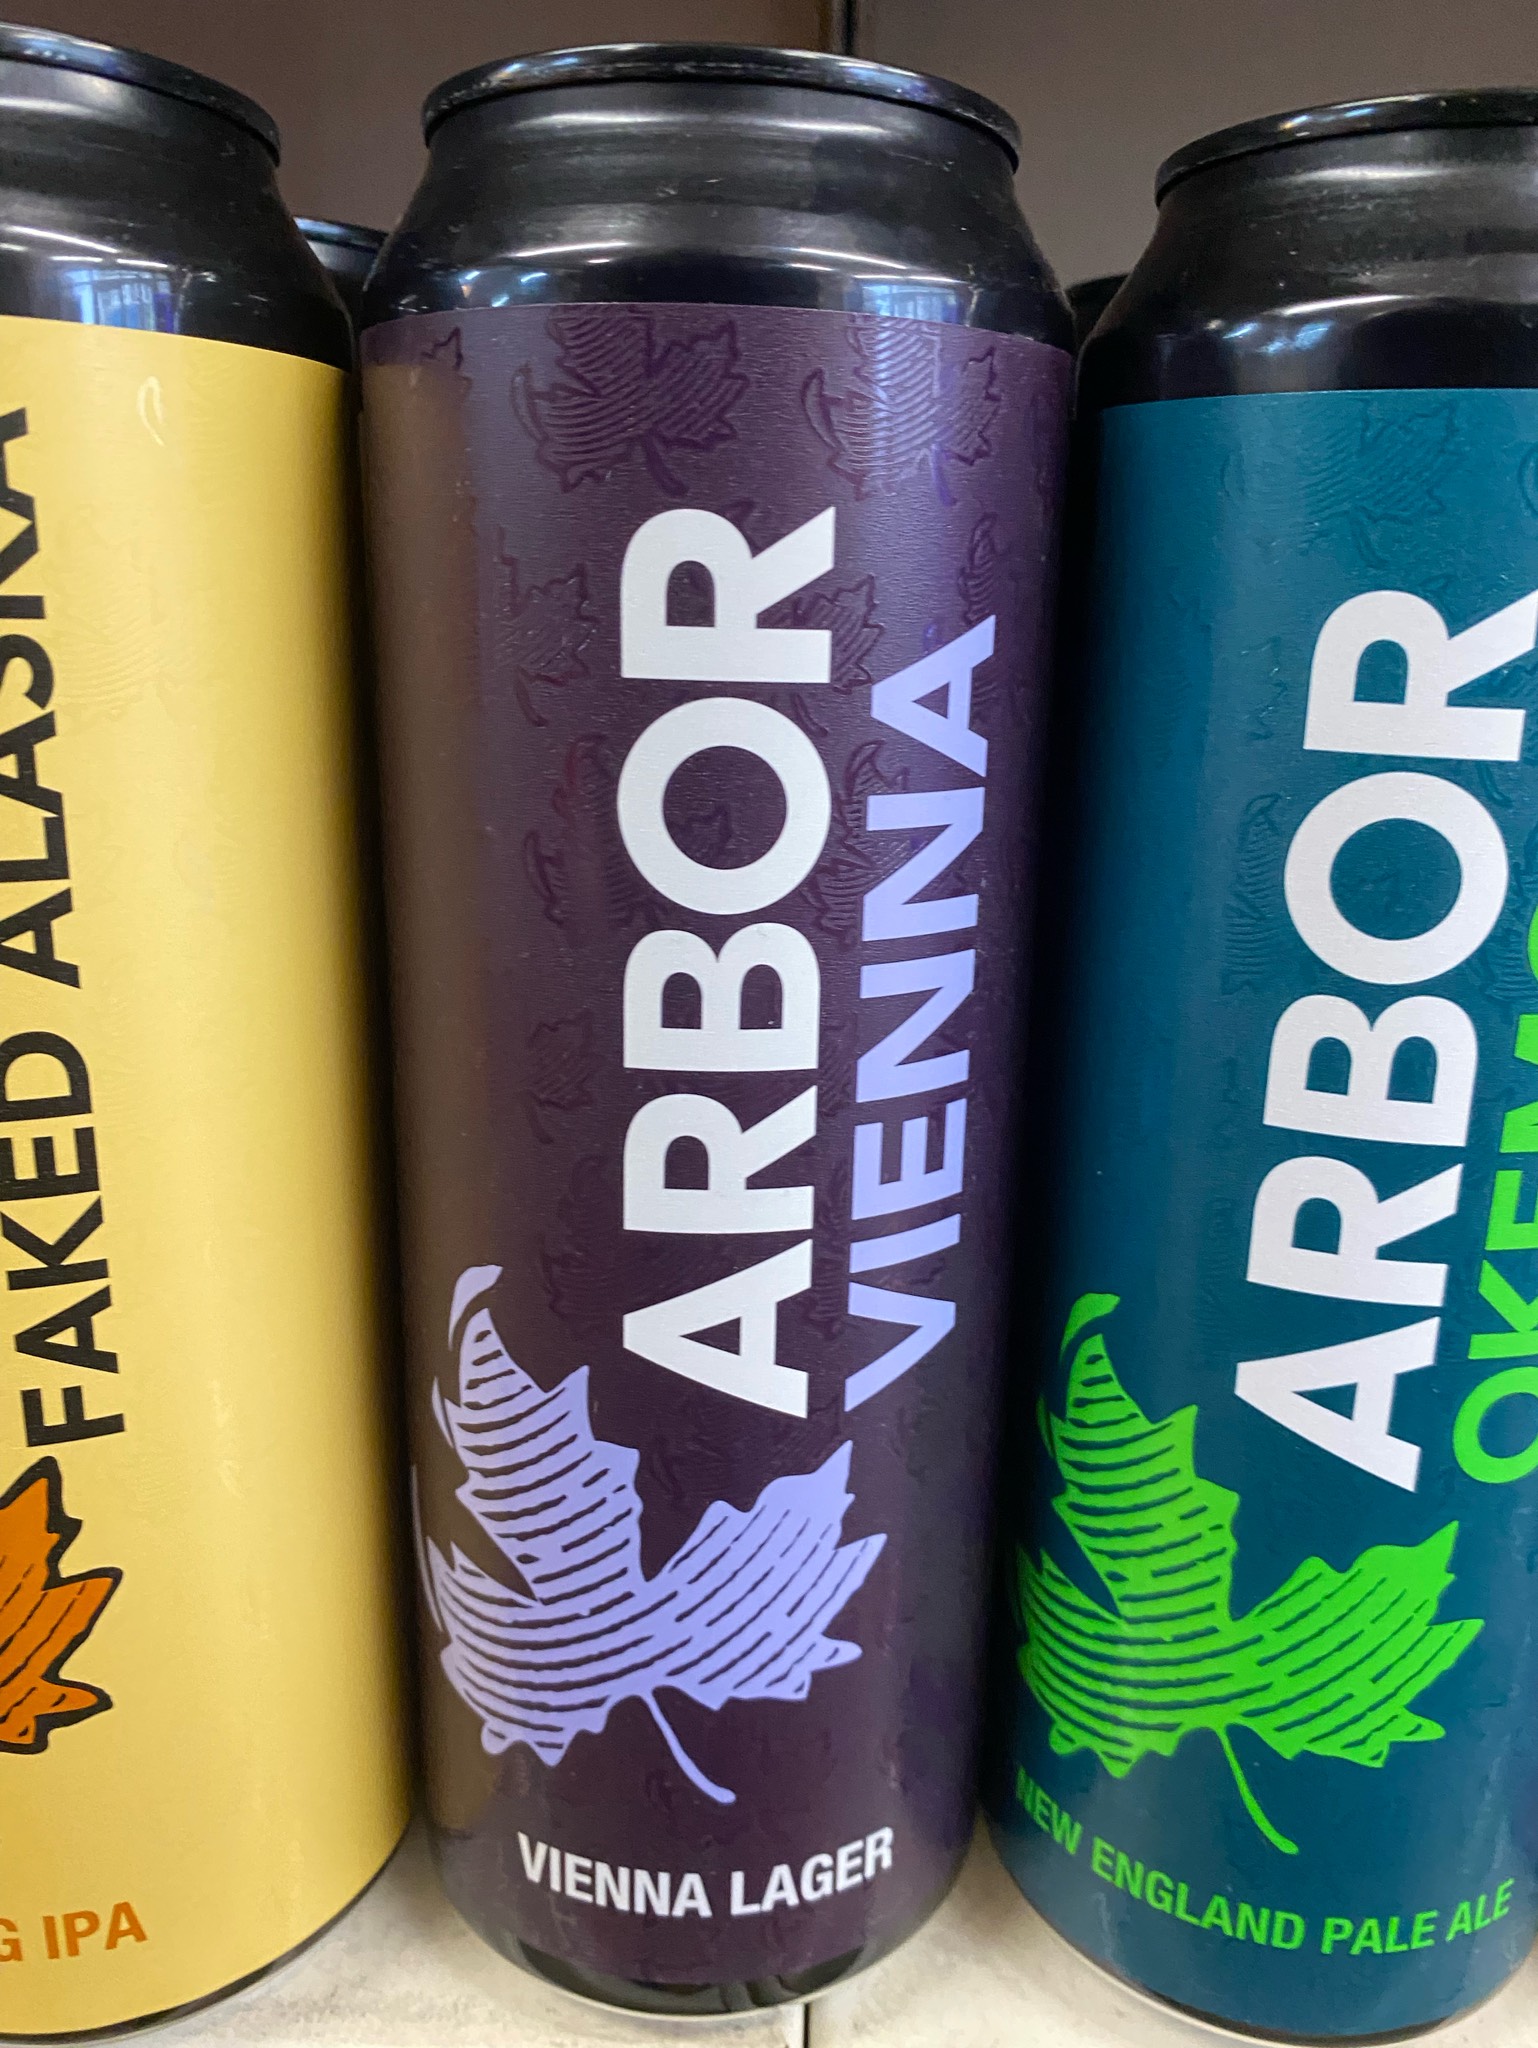 FAKED ALASKA
IPA
ARBOR
VIENNA
VIENNA LAGER
ARBOR
NEW ENGLAND PALE ALE